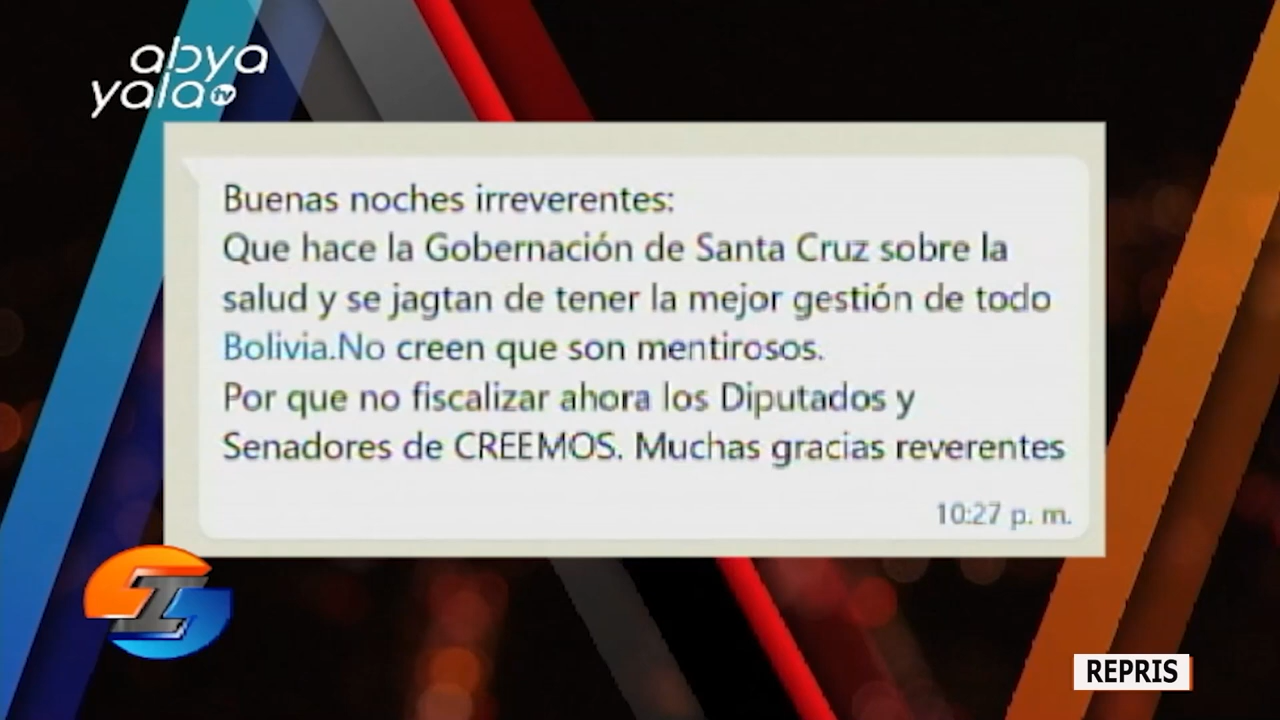 abya
yala tv
Buenas noches irreverentes:
Que hace la Gobernación de Santa Cruz sobre la
salud y se jagtan de tener la mejor gestión de todo
Bolivia.No creen que son mentirosos.
Por que no fiscalizar ahora los Diputados y
Senadores de CREEMOS. Muchas gracias reverentes
10:27 p. m.
I
REPRIS